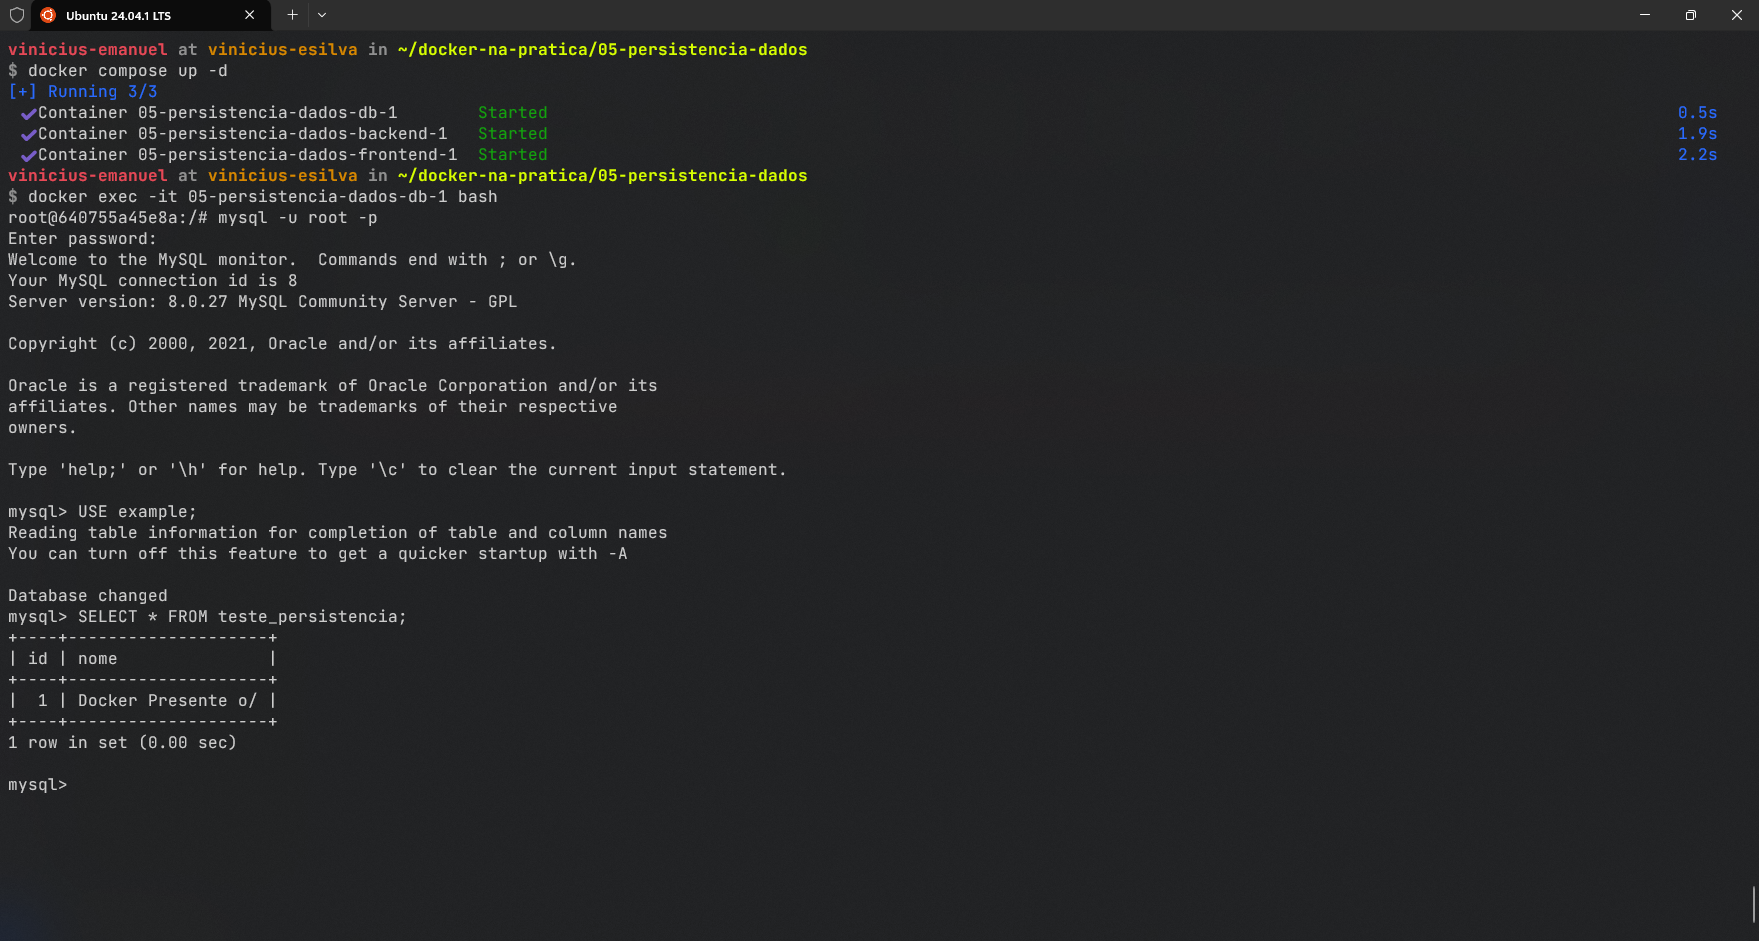 Ubuntu 24.04.1 LTS
vinicius-emanuel at vinicius-esilva in ~/docker-na-pratica/05-persistencia-dados
$ docker compose up -d
[+] Running 3/3
✔Container 05-persistencia-dados-db-1 Started 0.5s
✔Container 05-persistencia-dados-backend-1 Started 1.9s
✔Container 05-persistencia-dados-frontend-1 Started 2.2s
vinicius-emanuel at vinicius-esilva in ~/docker-na-pratica/05-persistencia-dados
$ docker exec -it 05-persistencia-dados-db-1 bash
root@640755a45e8a:/# mysql -u root -p
Enter password:
Welcome to the MySQL monitor.  Commands end with ; or \g.
Your MySQL connection id is 8
Server version: 8.0.27 MySQL Community Server - GPL
Copyright (c) 2000, 2021, Oracle and/or its affiliates.
Oracle is a registered trademark of Oracle Corporation and/or its
affiliates. Other names may be trademarks of their respective
owners.
Type 'help;' or '\h' for help. Type '\c' to clear the current input statement.
mysql> USE example;
Reading table information for completion of table and column names
You can turn off this feature to get a quicker startup with -A
Database changed
mysql> SELECT * FROM teste_persistencia;
+----+--------------------+
| id | nome               |
+----+--------------------+
|  1 | Docker Presente o/ |
+----+--------------------+
1 row in set (0.00 sec)
mysql>